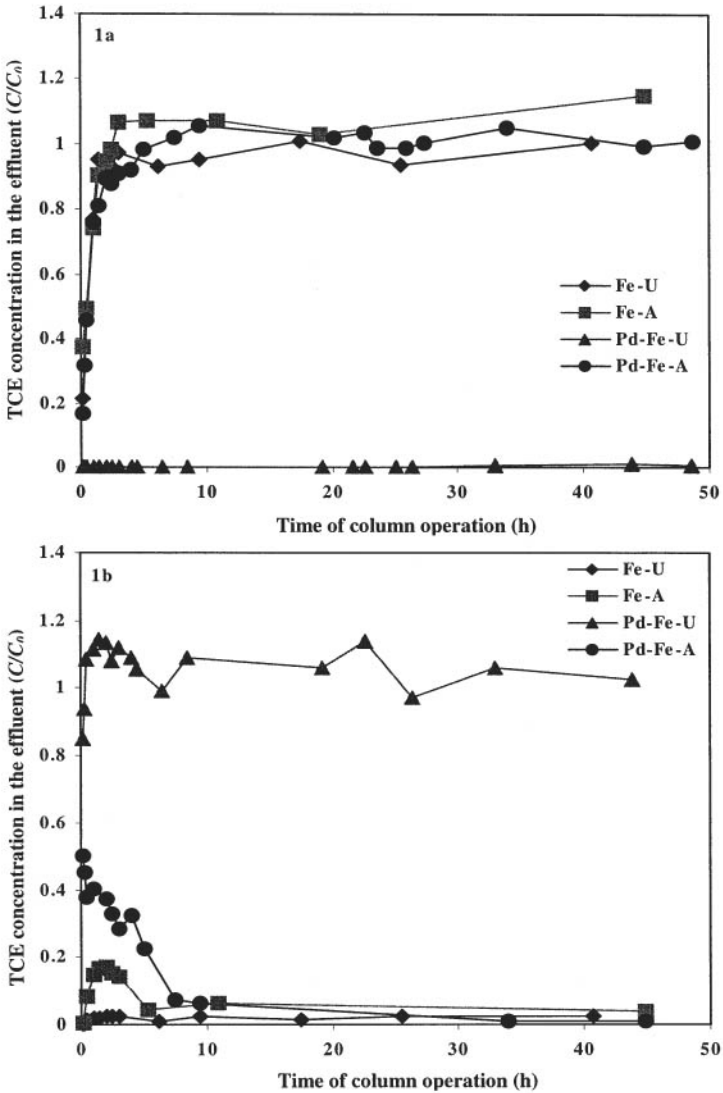 1a
TCE concentration in the effluent (C/Cn)
1.4
1.2
1
0.8
0.6
0.4
0.2
0
Fe-U
Fe-A
Pd-Fe-U
Pd-Fe-A
0 10 20 30 40 50
Time of column operation (h)
1b
TCE concentration in the effluent (C/Cn)
1.4
1.2
1
0.8
0.6
0.4
0.2
0
Fe-U
Fe-A
Pd-Fe-U
Pd-Fe-A
0 10 20 30 40 50
Time of column operation (h)